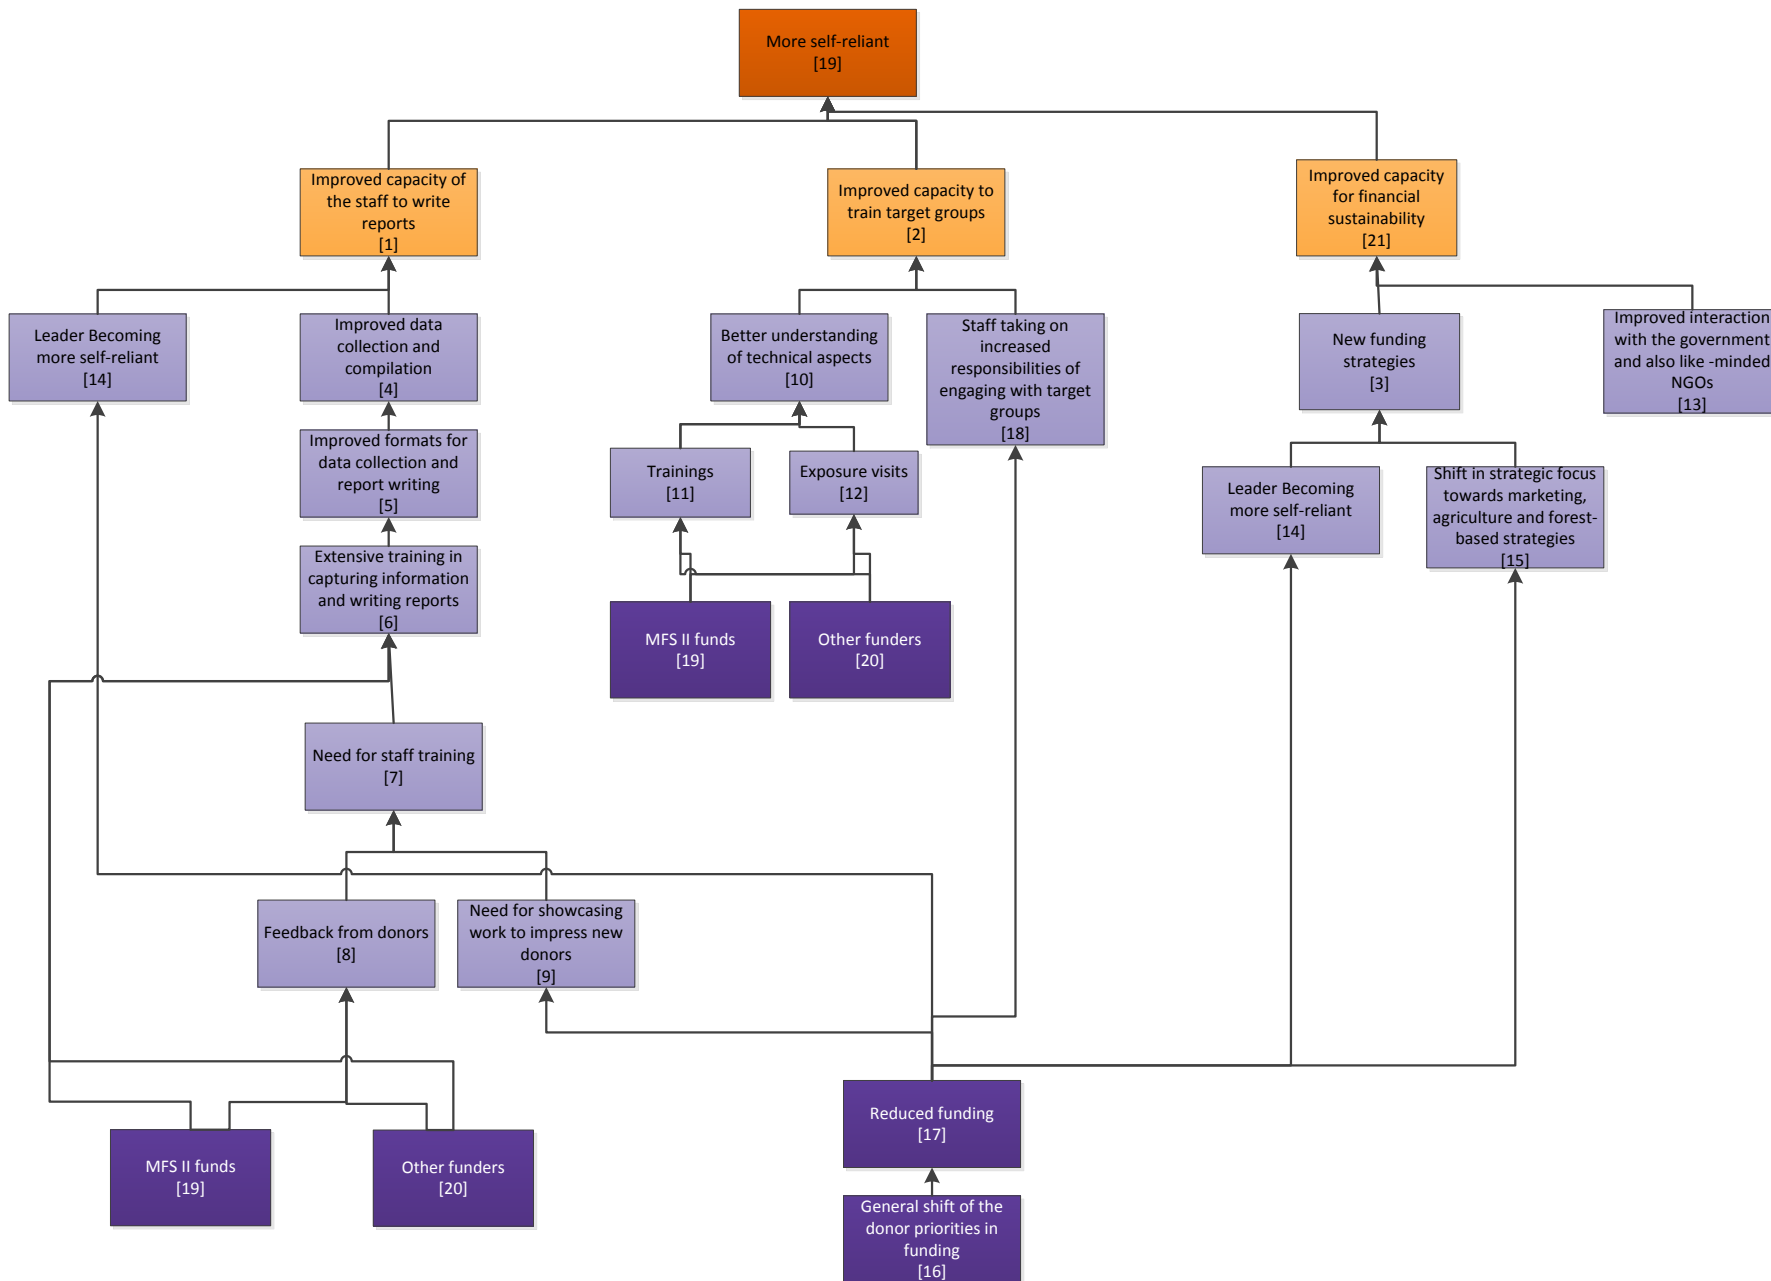 More self-reliant
[19]
Improved capacity of
the staff to write
reports
[1]
Improved capacity to
train target groups
[2]
Improved capacity
for financial
sustainability
[21]
Leader Becoming
more self-reliant
[14]
Improved data
collection and
compilation
[4]
Better understanding
of technical aspects
[10]
Staff taking on
increased
responsibilities of
engaging with target
groups
[18]
New funding
strategies
[3]
Improved interaction
with the government
and also like -minded
NGOs
[13]
Improved formats for
data collection and
report writing
[5]
Trainings
[11]
Exposure visits
[12]
Leader Becoming
more self-reliant
[14]
Shift in strategic focus
towards marketing,
agriculture and forest-
based strategies
[15]
Extensive training in
capturing information
and writing reports
[6]
MFS II funds
[19]
Other funders
[20]
Need for staff training
[7]
Feedback from donors
[8]
Need for showcasing
work to impress new
donors
[9]
Reduced funding
[17]
MFS II funds
[19]
Other funders
[20]
General shift of the
donor priorities in
funding
[16]